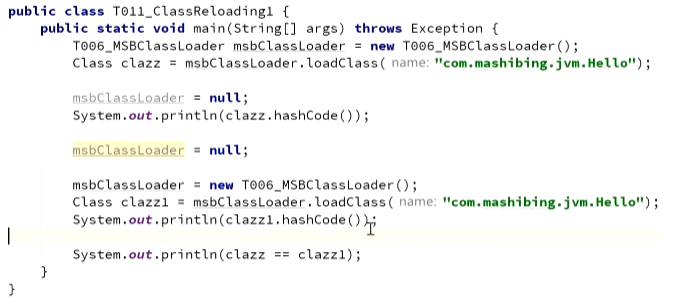 public class T011_ClassReloading1 {
public static void main(String[] args) throws Exception {
T006_MSBClassLoader msbClassLoader = new T006_MSBClassLoader();
Class clazz = msbClassLoader.loadClass( name: "com.mashibing.jvm.Hello");
msbClassLoader = null;
System.out.println(clazz.hashCode());
msbClassLoader = null;
msbClassLoader = new T006_MSBClassLoader();
Class clazz1 = msbClassLoader.loadClass( name: "com.mashibing.jvm.Hello");
System.out.println(clazz1.hashCode());
System.out.println(clazz == clazz1);
}
}